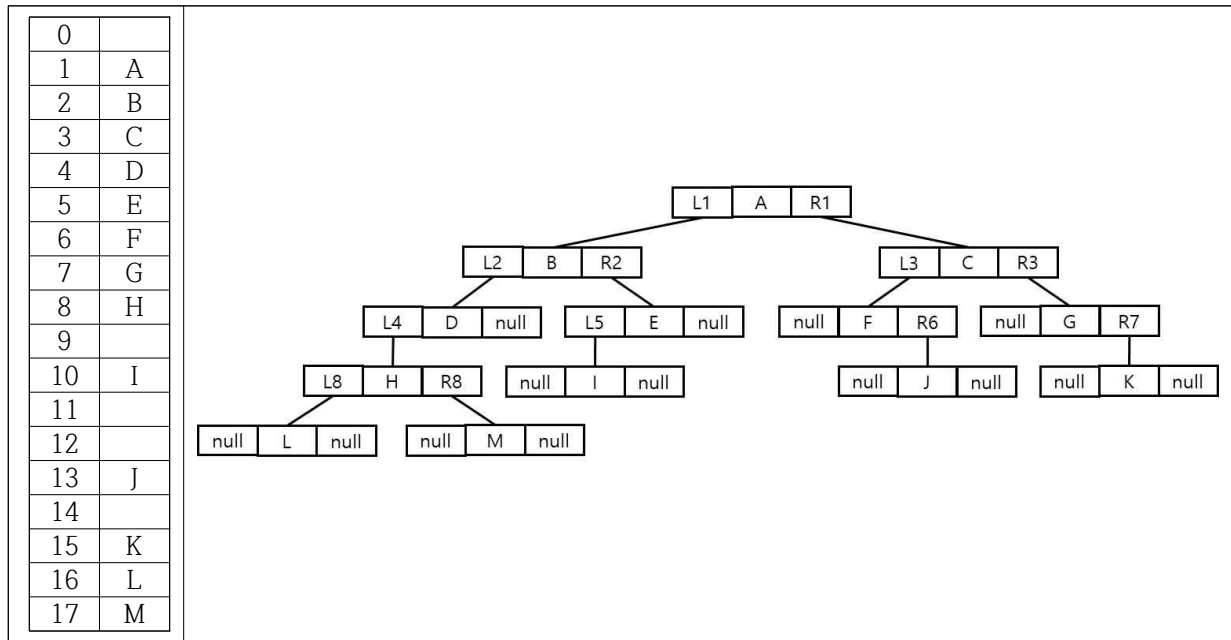 0
1 A
2 B
3 C
4 D
5 E
6 F
7 G
8 H
9
10 I
11
12
13 J
14
15 K
16 L
17 M
L1 A R1
L2 B R2 L3 C R3
L4 D null L5 E null null F R6 null G R7
L8 H R8 null I null null J null null K null
null L null null M null